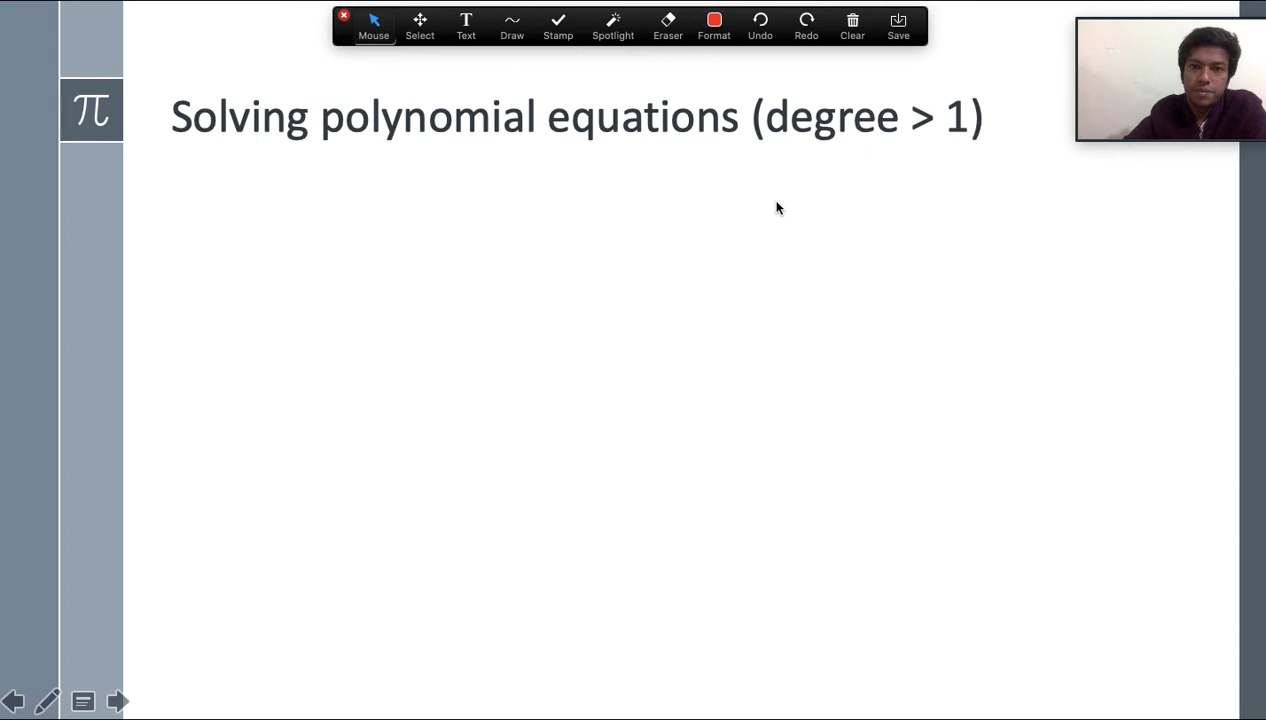 Mouse Select Text Draw Stamp Spotlight Eraser Format Undo Redo Clear Save
π Solving polynomial equations (degree > 1)